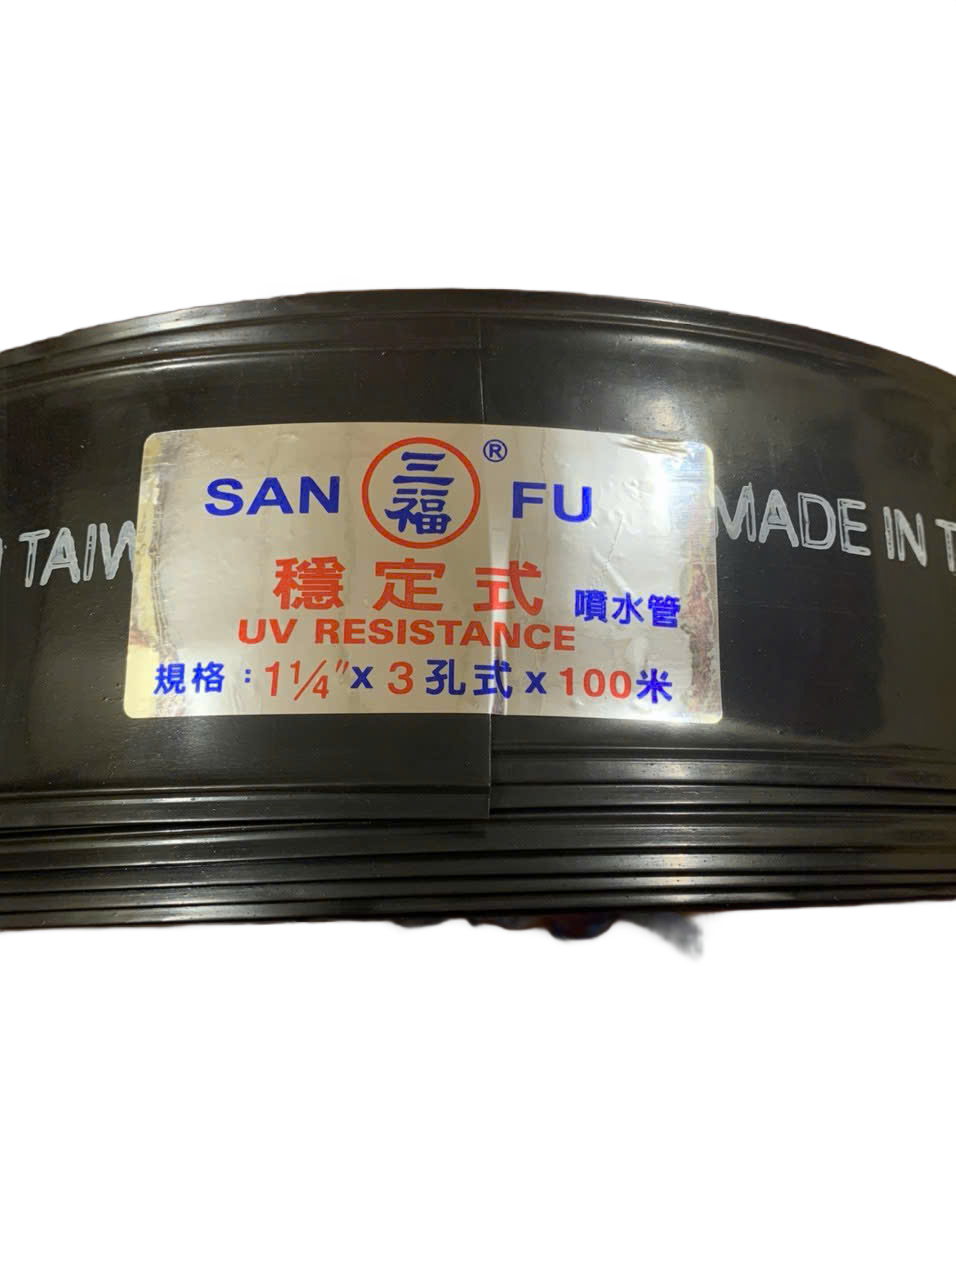 SAN 三福 ® FU
穩定式 噴水管
UV RESISTANCE
規格：1¼″x 3孔式 x 100米
TAIW
MADE IN T